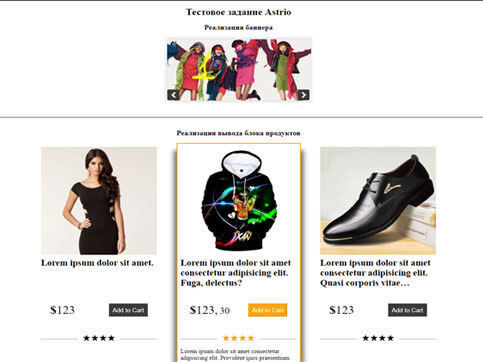 Тестовое задание Astrio
Реализация баннера
Реализация вывода блока продуктов
Lorem ipsum dolor sit amet.
$123
Add to Cart
Lorem ipsum dolor sit amet
consectetur adipisicing elit.
Fuga, delectus?
$123, 30
Add to Cart
Lorem ipsum dolor sit amet
consectetur adipisicing elit. Provident quos praesentium
Lorem ipsum dolor sit amet
consectetur adipisicing elit.
Quasi corporis vitae…
$123
Add to Cart